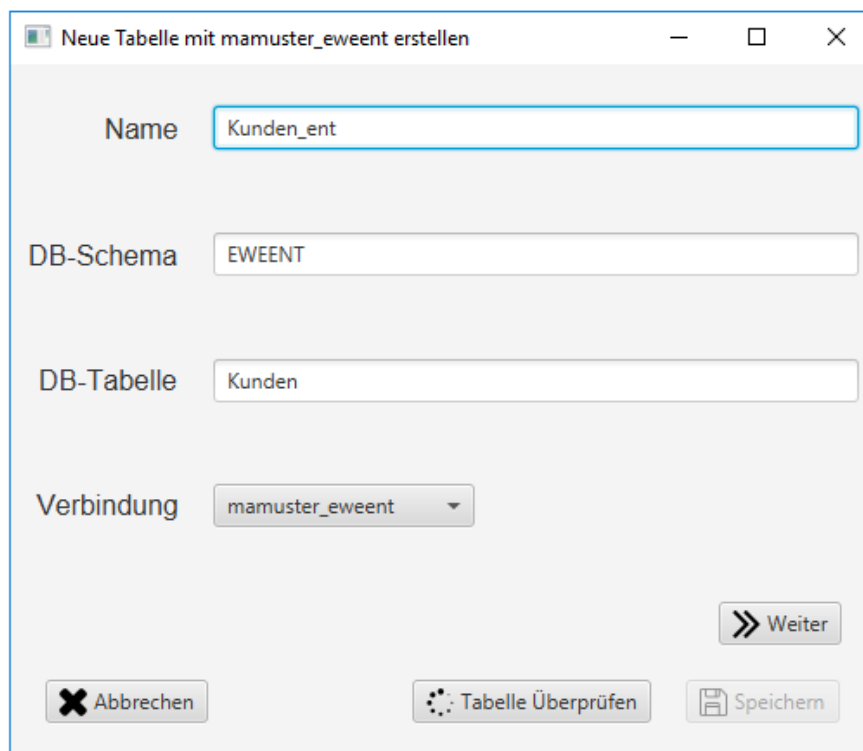 Neue Tabelle mit mamuster_eweent erstellen
Name Kunden_ent
DB-Schema EWEENT
DB-Tabelle Kunden
Verbindung mamuster_eweent
Weiter
Abbrechen Tabelle Überprüfen Speichern